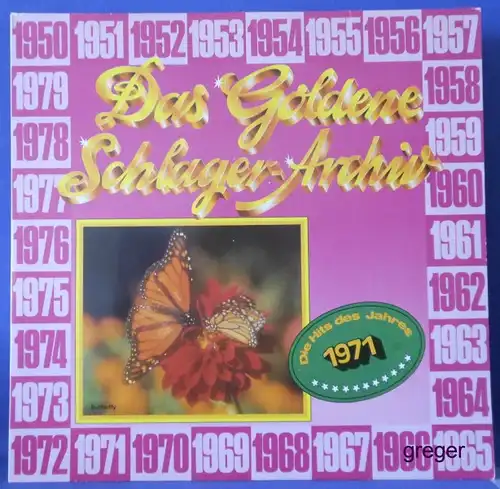 1950 1951 1952 1953 1954 1955 1956 1957
1979 1958
1978 1959
1977 1960
1976 1961
1975 1962
1974 1963
1973 1964
1972 1971 1970 1969 1968 1967 1966 1965
Das Goldene
Schlager-Archiv
Die Hits des Jahres
1971
Butterfly
greger